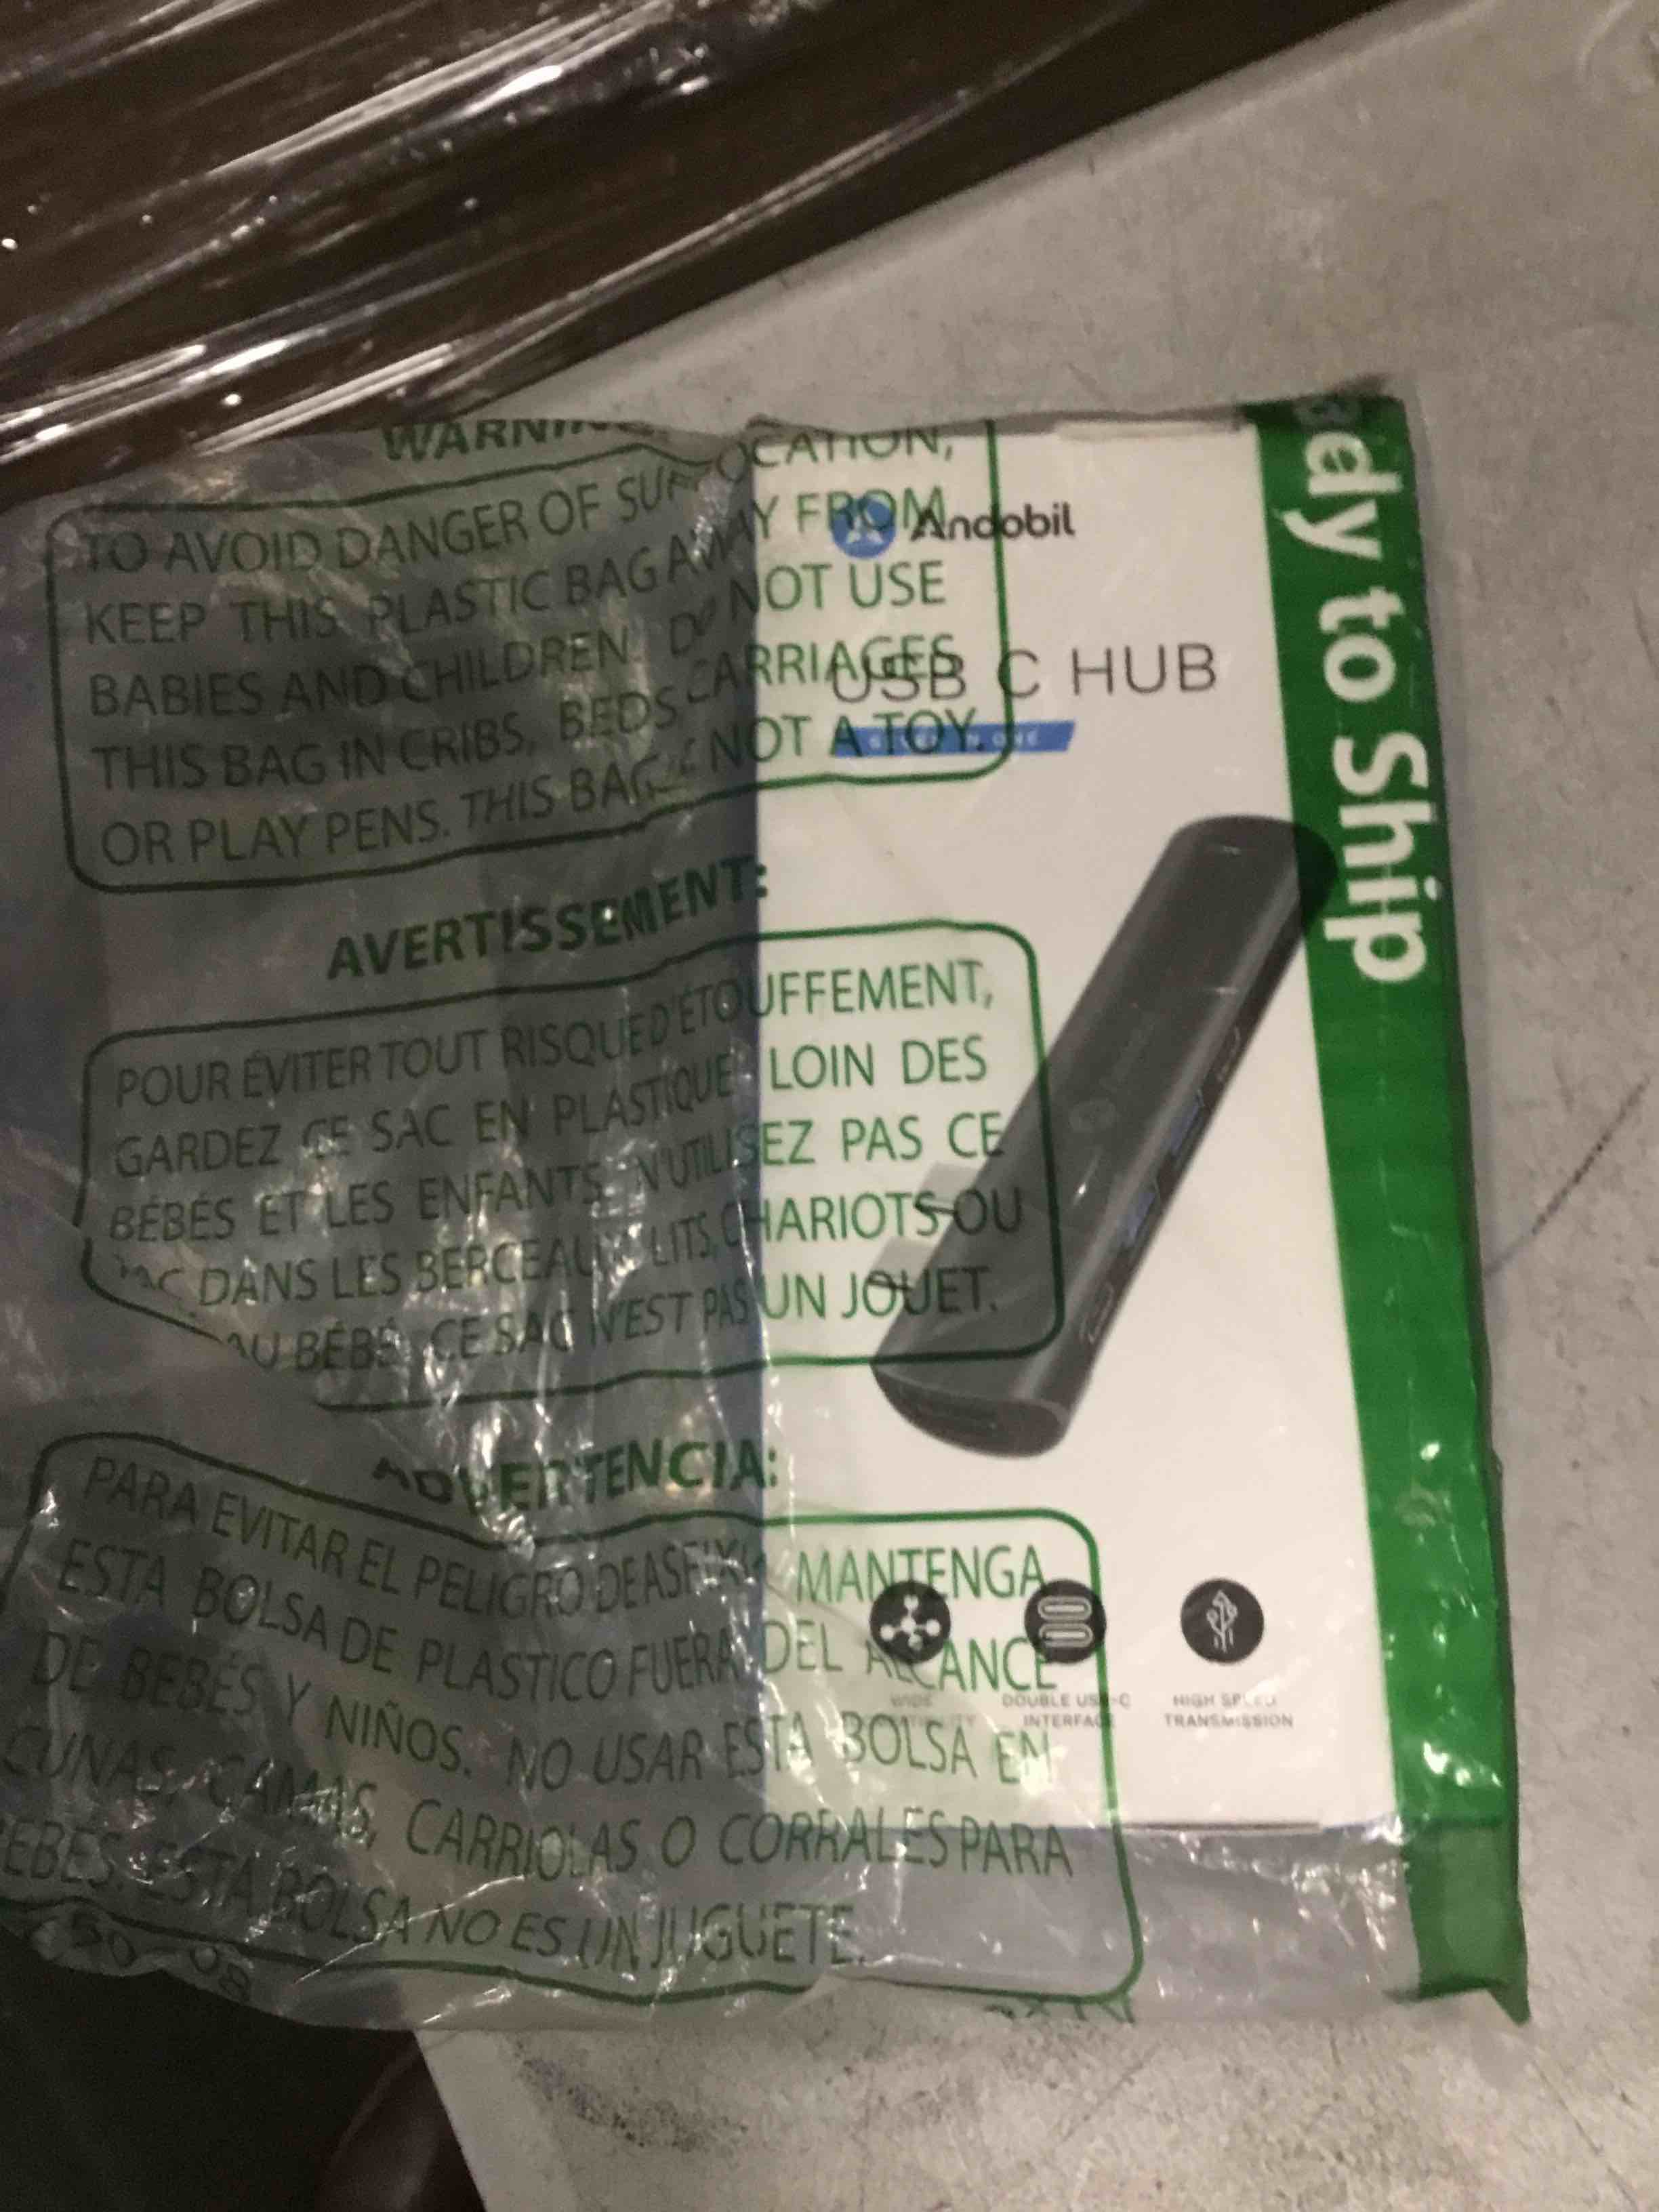 TO AVOID DANGER OF SUFFOCATION,
KEEP THIS PLASTIC BAG AWAY FROM
BABIES AND CHILDREN. DO NOT USE
THIS BAG IN CRIBS, BEDS CARRIAGES
OR PLAY PENS. THIS BAG NOT A TOY.
AVERTISSEMENT:
POUR ÉVITER TOUT RISQUE D'ÉTOUFFEMENT,
GARDEZ CE SAC EN PLASTIQUE LOIN DES
BÉBÉS ET LES ENFANTS. N'UTILISEZ PAS CE
SAC DANS LES BERCEAUX LITS, CHARIOTS OU
AU BÉBÉ. CE SAC N'EST PAS UN JOUET.
ADVERTENCIA:
PARA EVITAR EL PELIGRO DE ASFIXIA MANTENGA
ESTA BOLSA DE PLASTICO FUERA DEL ALCANCE
DE BEBÉS Y NIÑOS. NO USAR ESTA BOLSA EN
CUNAS, CAMAS, CARRIOLAS O CORRALES PARA
EBÉS. ESTA BOLSA NO ES UN JUGUETE.
Andobil
USB C HUB
WIDE
DOUBLE USB-C
INTERFACE
HIGH SPEED
TRANSMISSION
ady to Ship